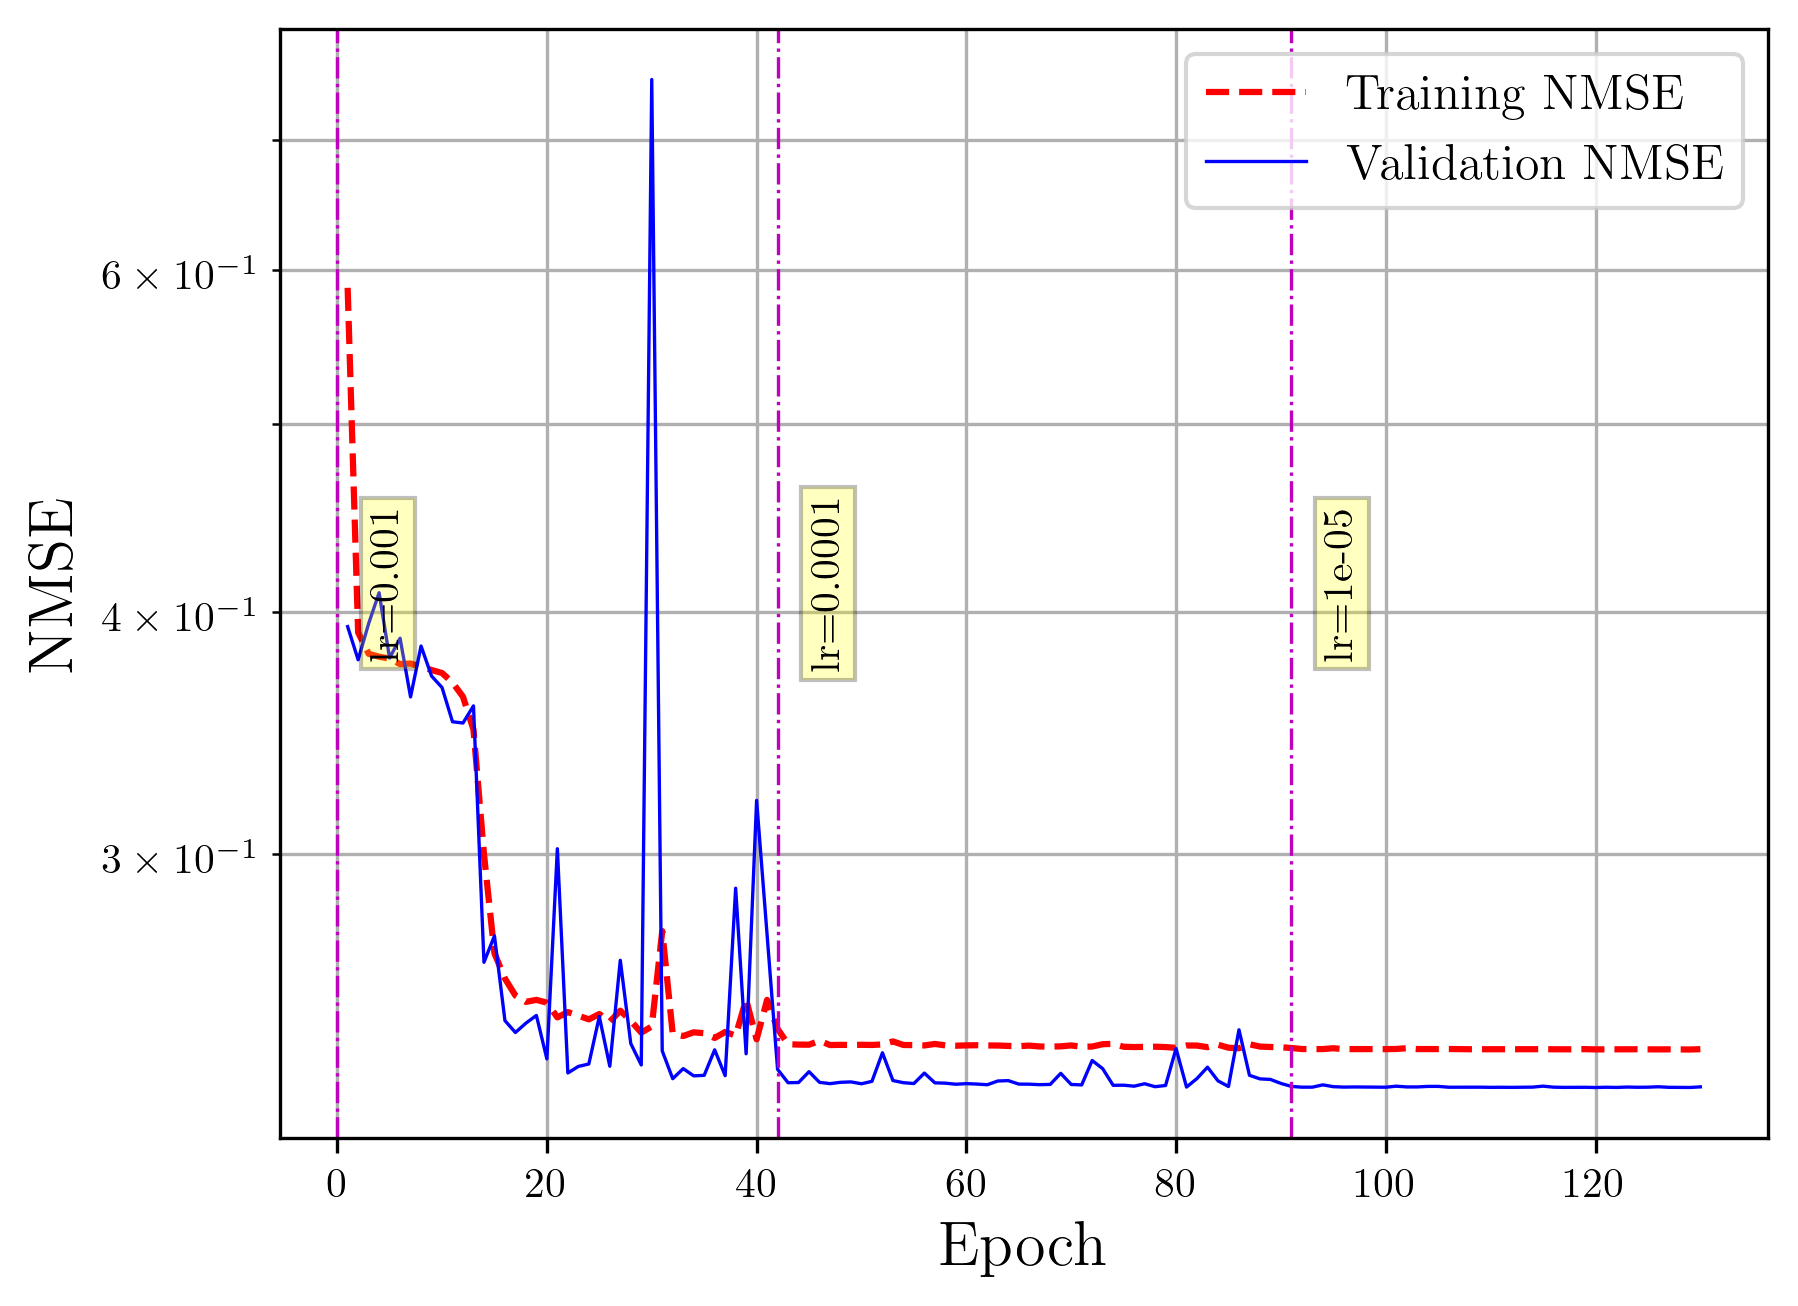 Training NMSE
Validation NMSE
NMSE
6 × 10⁻¹
4 × 10⁻¹
3 × 10⁻¹
lr=0.001
lr=0.0001
lr=1e-05
0 20 40 60 80 100 120
Epoch